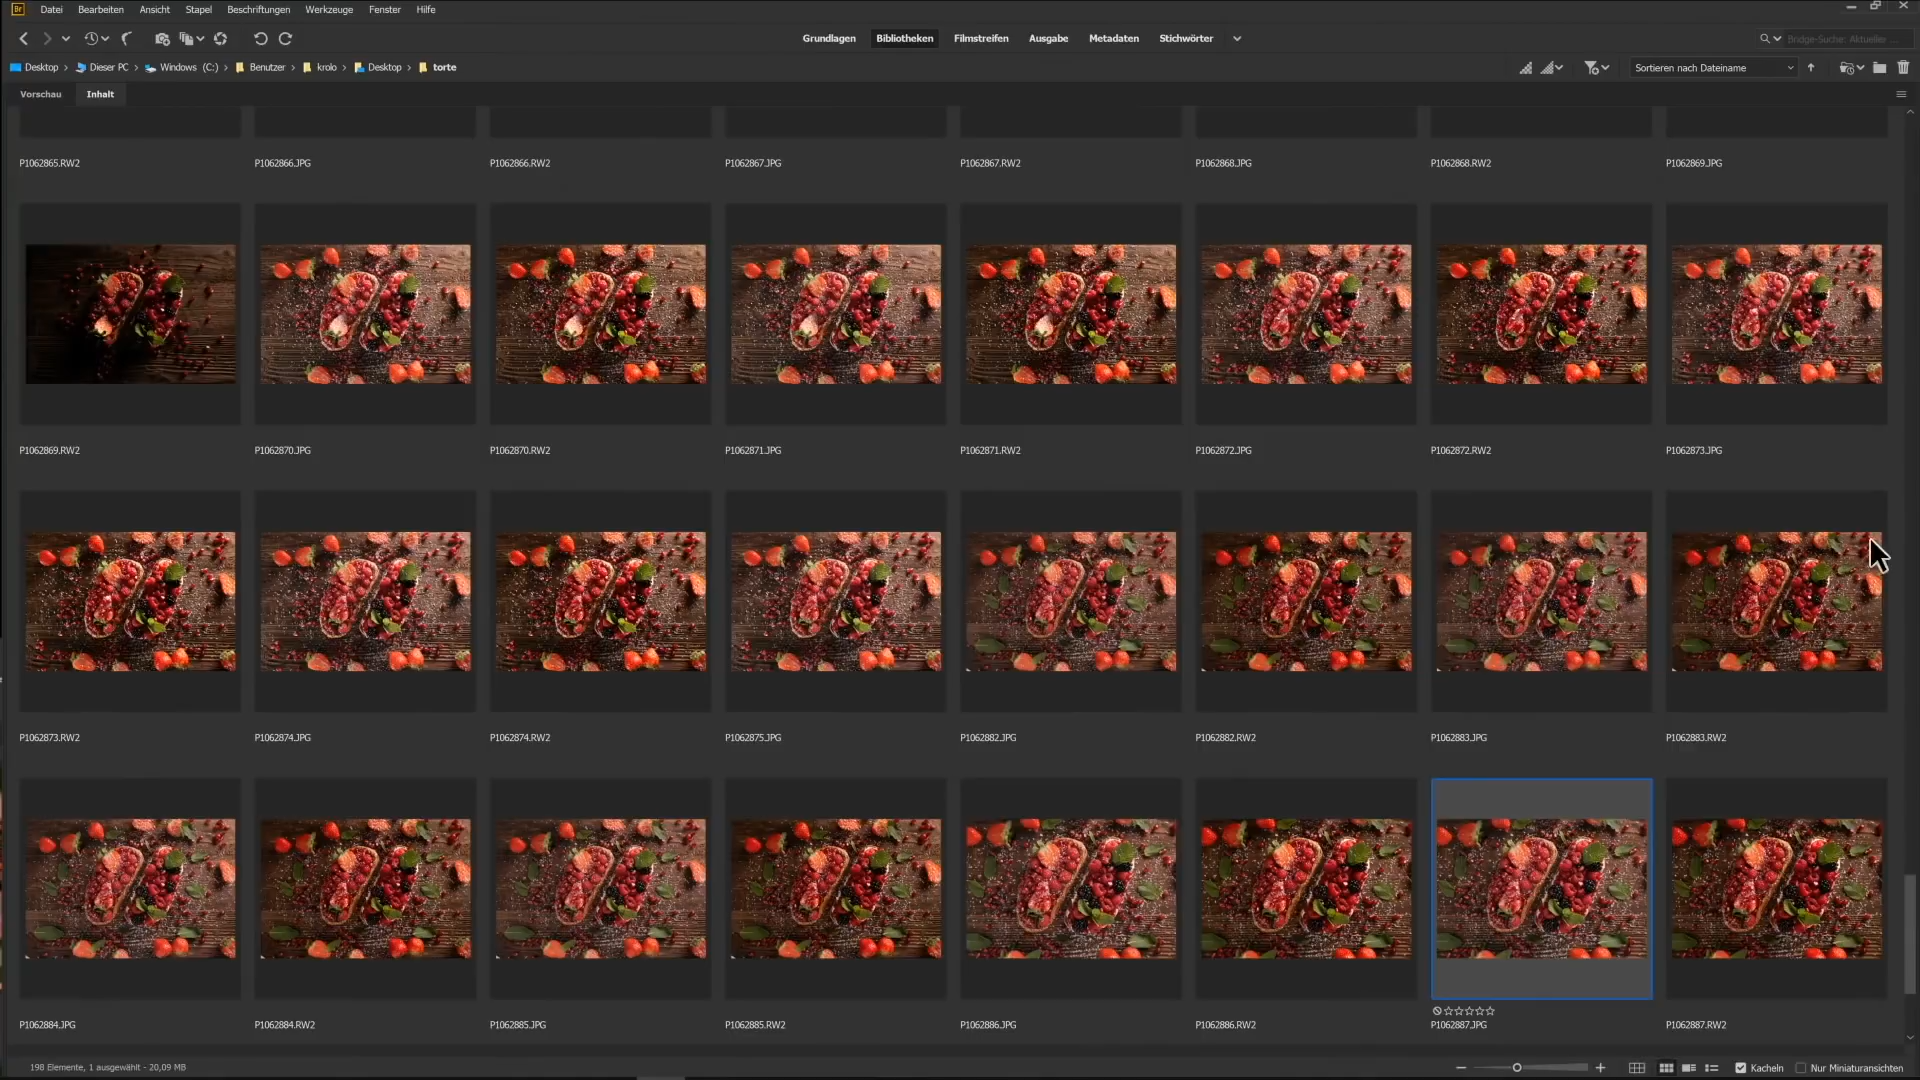 Br Datei Bearbeiten Ansicht Stapel Beschriftungen Werkzeuge Fenster Hilfe
Grundlagen Bibliotheken Filmstreifen Ausgabe Metadaten Stichwörter Bridge-Suche: Aktueller ...
Desktop Dieser PC Windows (C:) Benutzer krolo Desktop torte Sortieren nach Dateiname
Vorschau Inhalt
P1062865.RW2 P1062866.JPG P1062866.RW2 P1062867.JPG P1062867.RW2 P1062868.JPG P1062868.RW2 P1062869.JPG
P1062869.RW2 P1062870.JPG P1062870.RW2 P1062871.JPG P1062871.RW2 P1062872.JPG P1062872.RW2 P1062873.JPG
P1062873.RW2 P1062874.JPG P1062874.RW2 P1062875.JPG P1062882.JPG P1062882.RW2 P1062883.JPG P1062883.RW2
P1062884.JPG P1062884.RW2 P1062885.JPG P1062885.RW2 P1062886.JPG P1062886.RW2 P1062887.JPG P1062887.RW2
198 Elemente, 1 ausgewählt - 20,09 MB Kacheln Nur Miniaturansichten